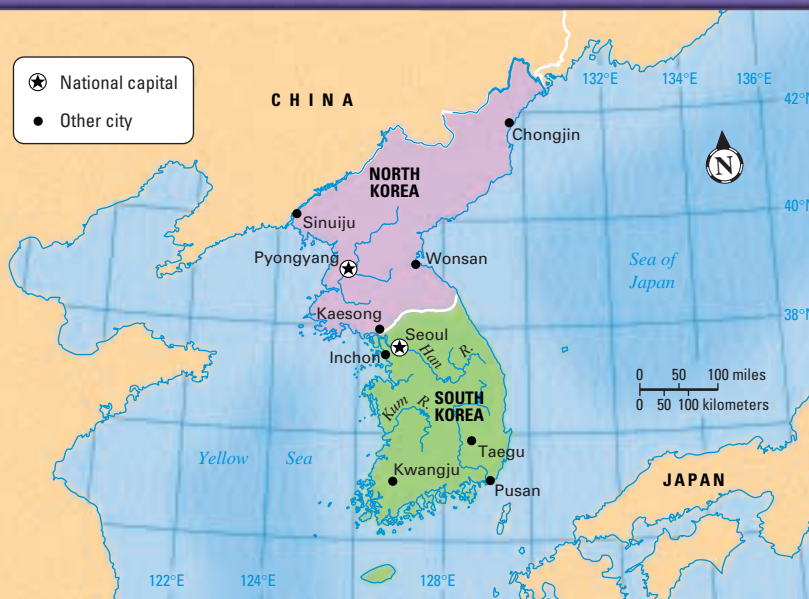 National capital
Other city
CHINA
132°E 134°E 136°E
42°N
Chongjin
N
NORTH
KOREA
40°N
Sinuiju
Pyongyang
Wonsan
Sea of
Japan
Kaesong
38°N
Seoul
Inchon
Han R.
0 50 100 miles
0 50 100 kilometers
Kum R.
SOUTH
KOREA
Taegu
Yellow Sea
Kwangju
JAPAN
Pusan
122°E 124°E 128°E